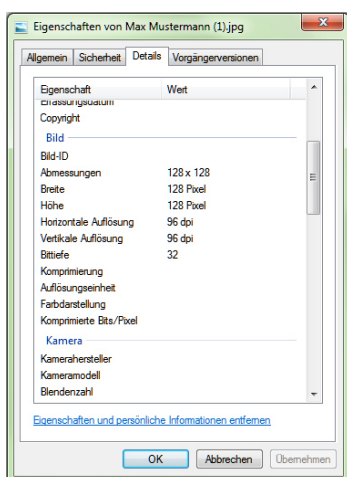 Eigenschaften von Max Mustermann (1).jpg
Allgemein Sicherheit Details Vorgängerversionen
Eigenschaft Wert
Erfassungsdatum
Copyright
Bild
Bild-ID
Abmessungen 128 x 128
Breite 128 Pixel
Höhe 128 Pixel
Horizontale Auflösung 96 dpi
Vertikale Auflösung 96 dpi
Bittiefe 32
Komprimierung
Auflösungseinheit
Farbdarstellung
Komprimierte Bits/Pixel
Kamera
Kamerahersteller
Kameramodell
Blendenzahl
Eigenschaften und persönliche Informationen entfernen
OK Abbrechen Übernehmen